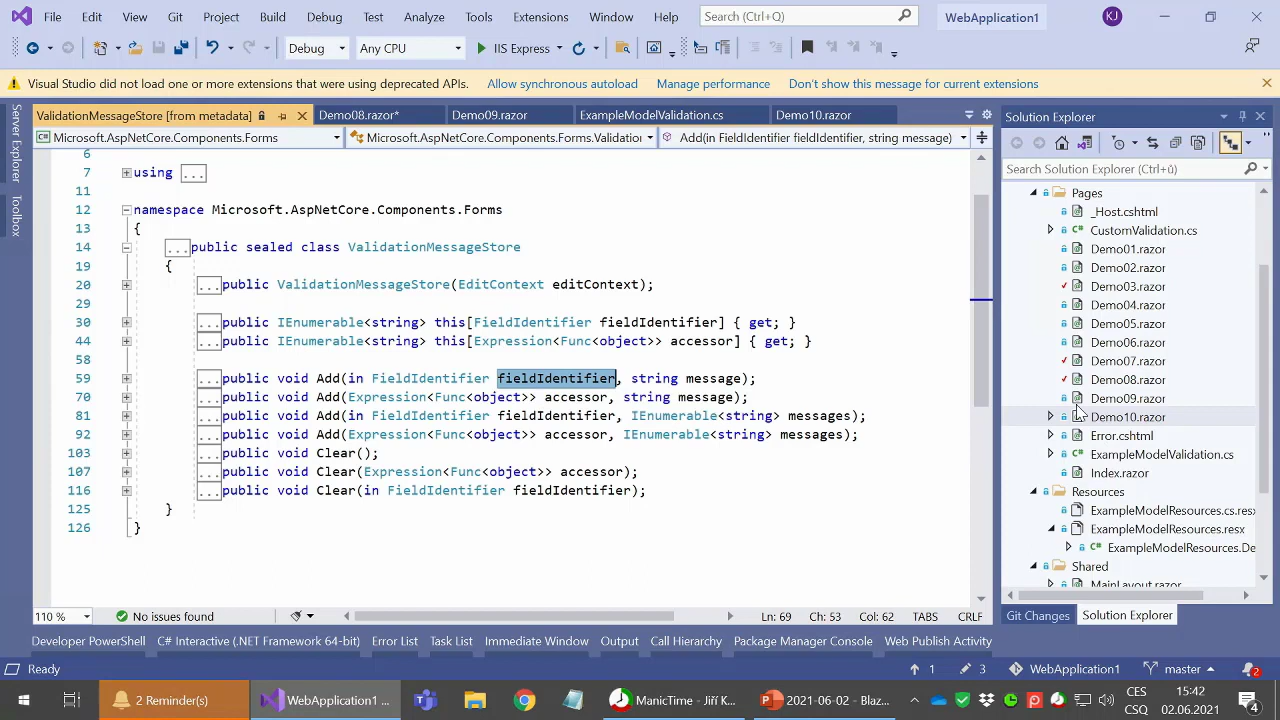 File Edit View Git Project Build Debug Test Analyze Tools Extensions Window Help Search (Ctrl+Q) WebApplication1 KJ
Debug Any CPU IIS Express
Visual Studio did not load one or more extensions that were using deprecated APIs. Allow synchronous autoload Manage performance Don't show this message for current extensions
Server Explorer
Toolbox
ValidationMessageStore [from metadata] Demo08.razor* Demo09.razor ExampleModelValidation.cs Demo10.razor
Microsoft.AspNetCore.Components.Forms Microsoft.AspNetCore.Components.Forms.Validatio Add(in FieldIdentifier fieldIdentifier, string message)
6
7 using ...
11
12 namespace Microsoft.AspNetCore.Components.Forms
13 {
14 ...public sealed class ValidationMessageStore
19 {
20 ...public ValidationMessageStore(EditContext editContext);
29
30 ...public IEnumerable<string> this[FieldIdentifier fieldIdentifier] { get; }
44 ...public IEnumerable<string> this[Expression<Func<object>> accessor] { get; }
58
59 ...public void Add(in FieldIdentifier fieldIdentifier, string message);
70 ...public void Add(Expression<Func<object>> accessor, string message);
81 ...public void Add(in FieldIdentifier fieldIdentifier, IEnumerable<string> messages);
92 ...public void Add(Expression<Func<object>> accessor, IEnumerable<string> messages);
103 ...public void Clear();
107 ...public void Clear(Expression<Func<object>> accessor);
116 ...public void Clear(in FieldIdentifier fieldIdentifier);
125 }
126 }
110 % No issues found Ln: 69 Ch: 53 Col: 62 TABS CRLF
Solution Explorer
Search Solution Explorer (Ctrl+ů)
Pages
_Host.cshtml
CustomValidation.cs
Demo01.razor
Demo02.razor
Demo03.razor
Demo04.razor
Demo05.razor
Demo06.razor
Demo07.razor
Demo08.razor
Demo09.razor
Demo10.razor
Error.cshtml
ExampleModelValidation.cs
Index.razor
Resources
ExampleModelResources.cs.resx
ExampleModelResources.resx
ExampleModelResources.De
Shared
MainLayout.razor
Git Changes Solution Explorer
Developer PowerShell C# Interactive (.NET Framework 64-bit) Error List Task List Immediate Window Output Call Hierarchy Package Manager Console Web Publish Activity
Ready 1 3 WebApplication1 master 2
2 Reminder(s) WebApplication1 ... ManicTime - Jiří K... 2021-06-02 - Blaz... CES 15:42
CSQ 02.06.2021 4